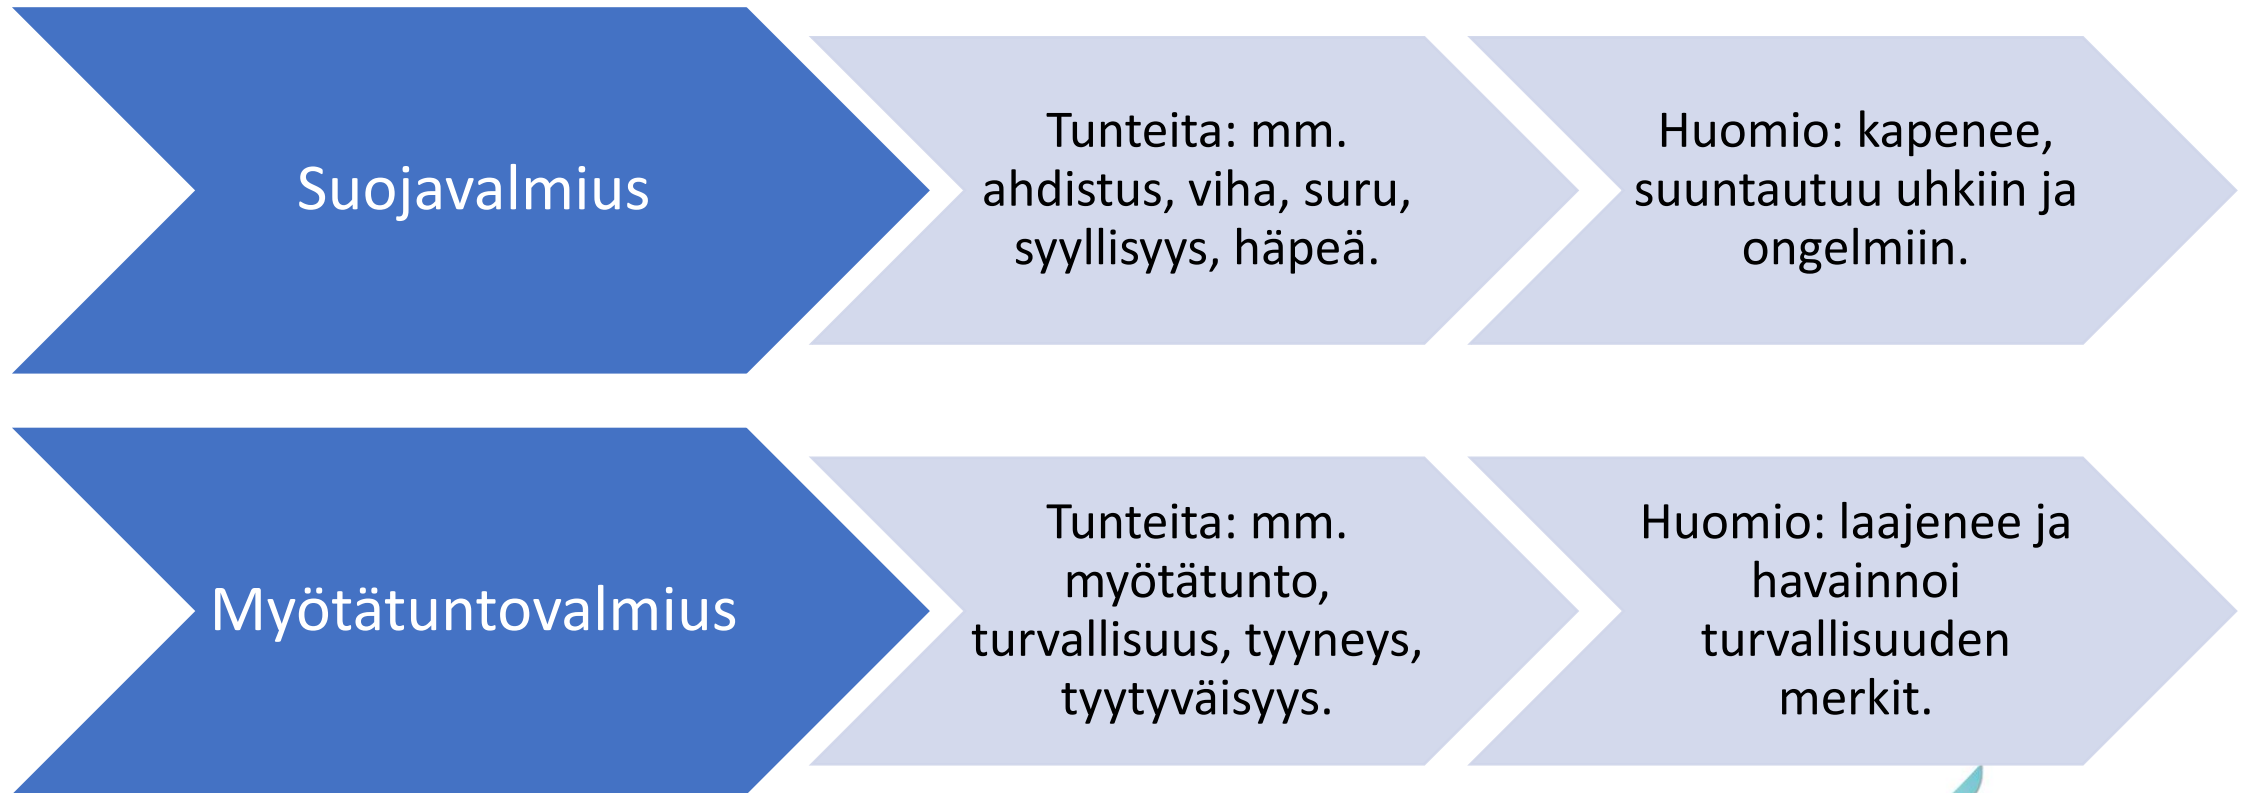 Suojavalmius
Tunteita: mm.
ahdistus, viha, suru,
syyllisyys, häpeä.
Huomio: kapenee,
suuntautuu uhkiin ja
ongelmiin.
Myötätuntovalmius
Tunteita: mm.
myötätunto,
turvallisuus, tyyneys,
tyytyväisyys.
Huomio: laajenee ja
havainnoi
turvallisuuden
merkit.